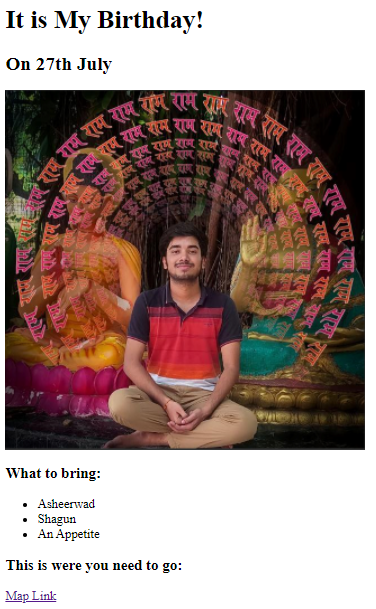 It is My Birthday!
On 27th July
राम राम राम राम राम राम राम राम राम राम राम राम
What to bring:
Asheerwad
Shagun
An Appetite
This is were you need to go:
Map Link